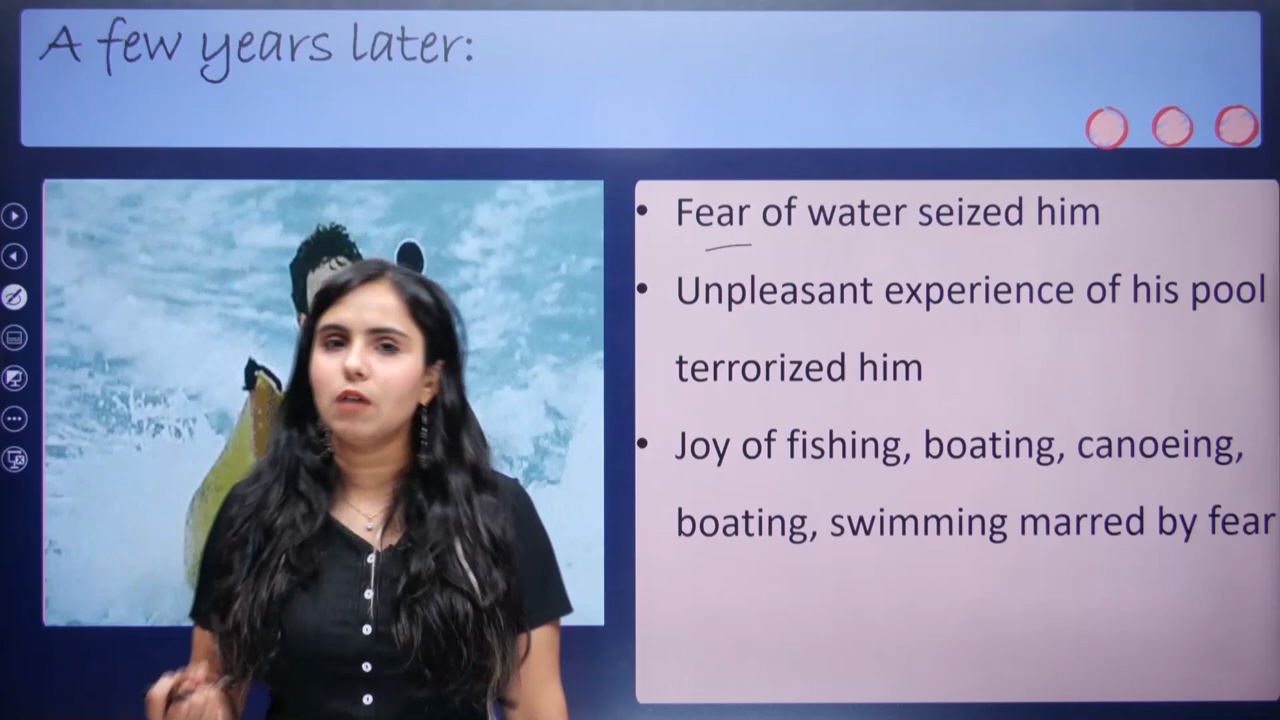 A few years later:
• Fear of water seized him
• Unpleasant experience of his pool
terrorized him
• Joy of fishing, boating, canoeing,
boating, swimming marred by fear